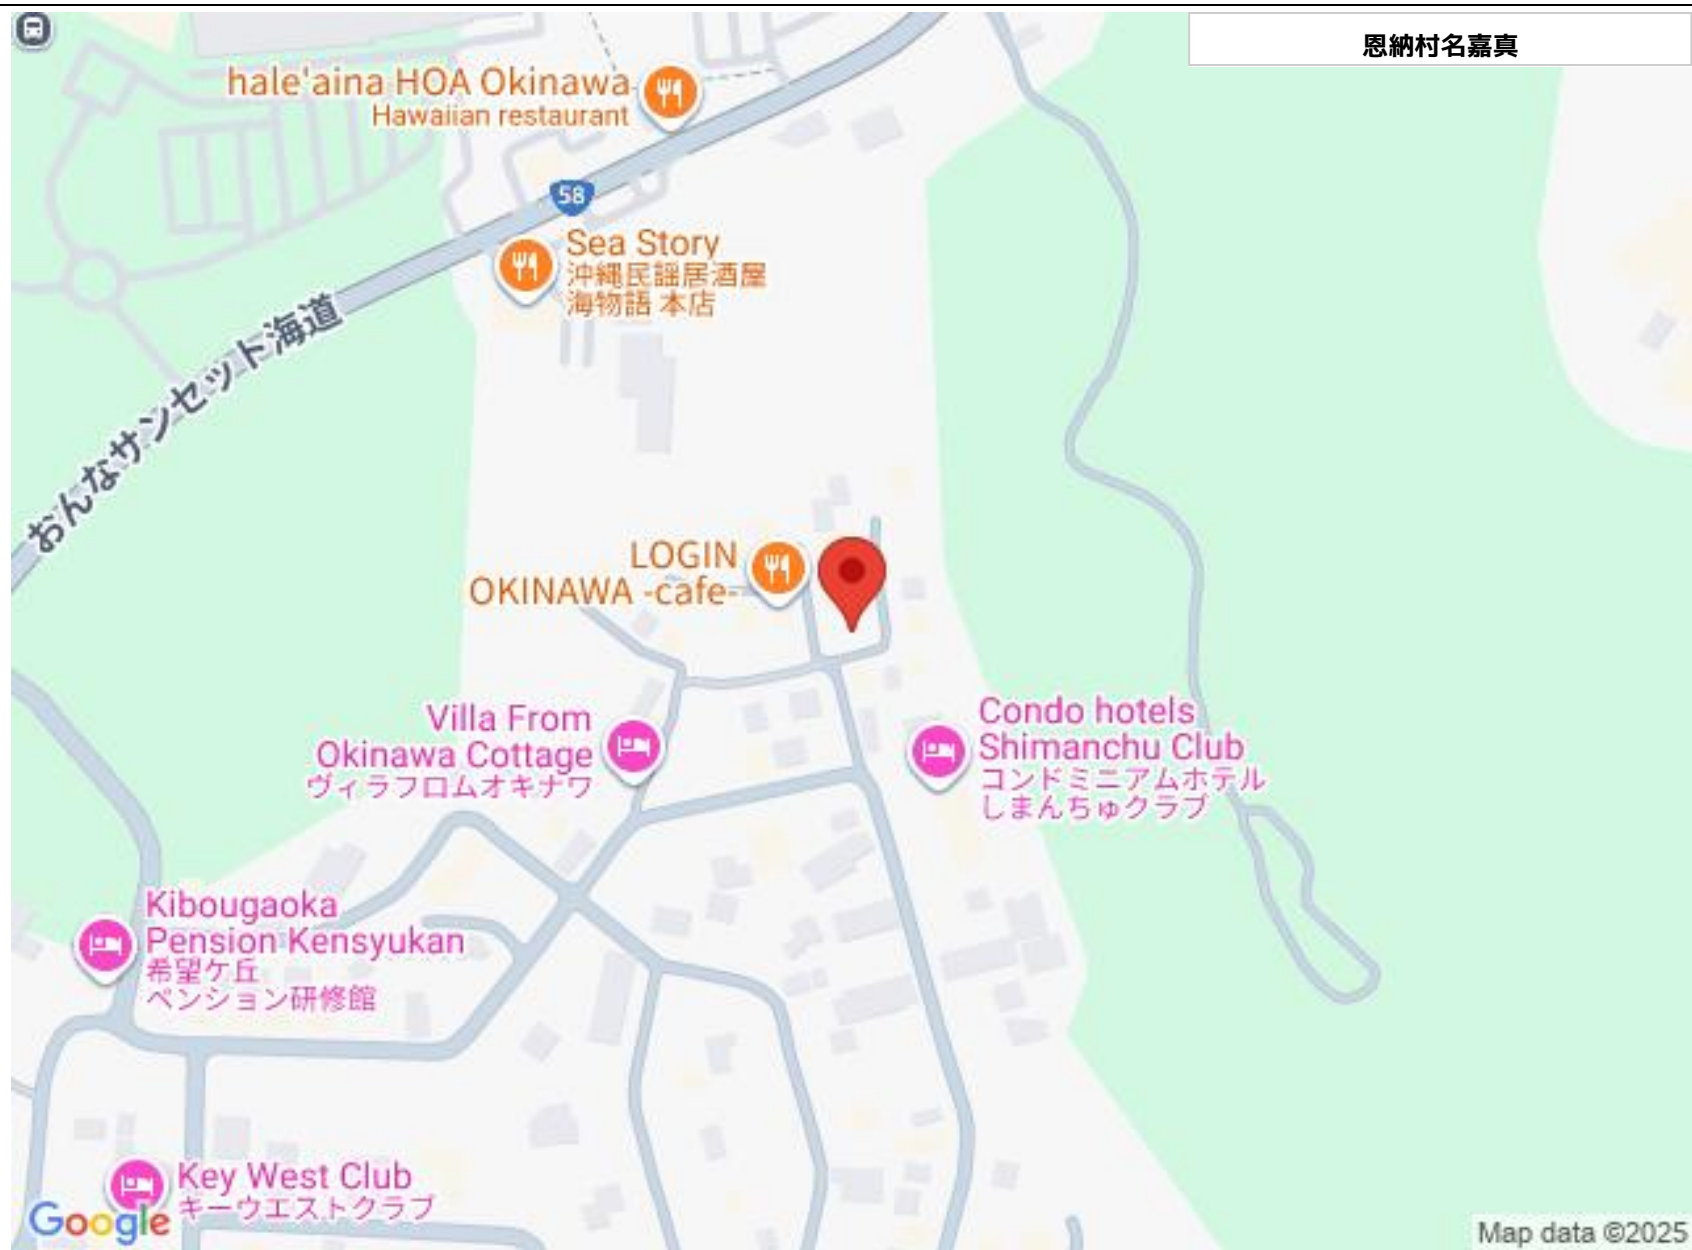 恩納村名嘉真
hale'aina HOA Okinawa
Hawaiian restaurant
58
Sea Story
沖縄民謡居酒屋
海物語 本店
おんなサンセット海道
LOGIN
OKINAWA -cafe-
Villa From
Okinawa Cottage
ヴィラフロムオキナワ
Condo hotels
Shimanchu Club
コンドミニアムホテル
しまんちゅクラブ
Kibougaoka
Pension Kensyukan
希望ケ丘
ペンション研修館
Key West Club
キーウエストクラブ
Google
Map data ©2025